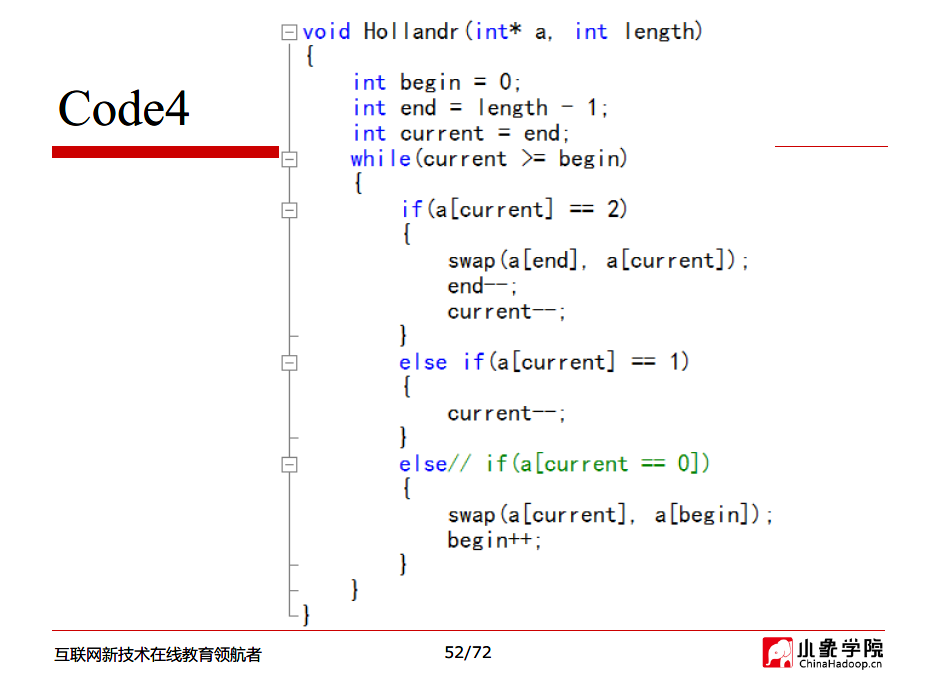 Code4
void Hollandr(int* a, int length)
{
    int begin = 0;
    int end = length - 1;
    int current = end;
    while(current >= begin)
    {
        if(a[current] == 2)
        {
            swap(a[end], a[current]);
            end--;
            current--;
        }
        else if(a[current] == 1)
        {
            current--;
        }
        else// if(a[current == 0])
        {
            swap(a[current], a[begin]);
            begin++;
        }
    }
}
互联网新技术在线教育领航者
52/72
小象学院
ChinaHadoop.cn